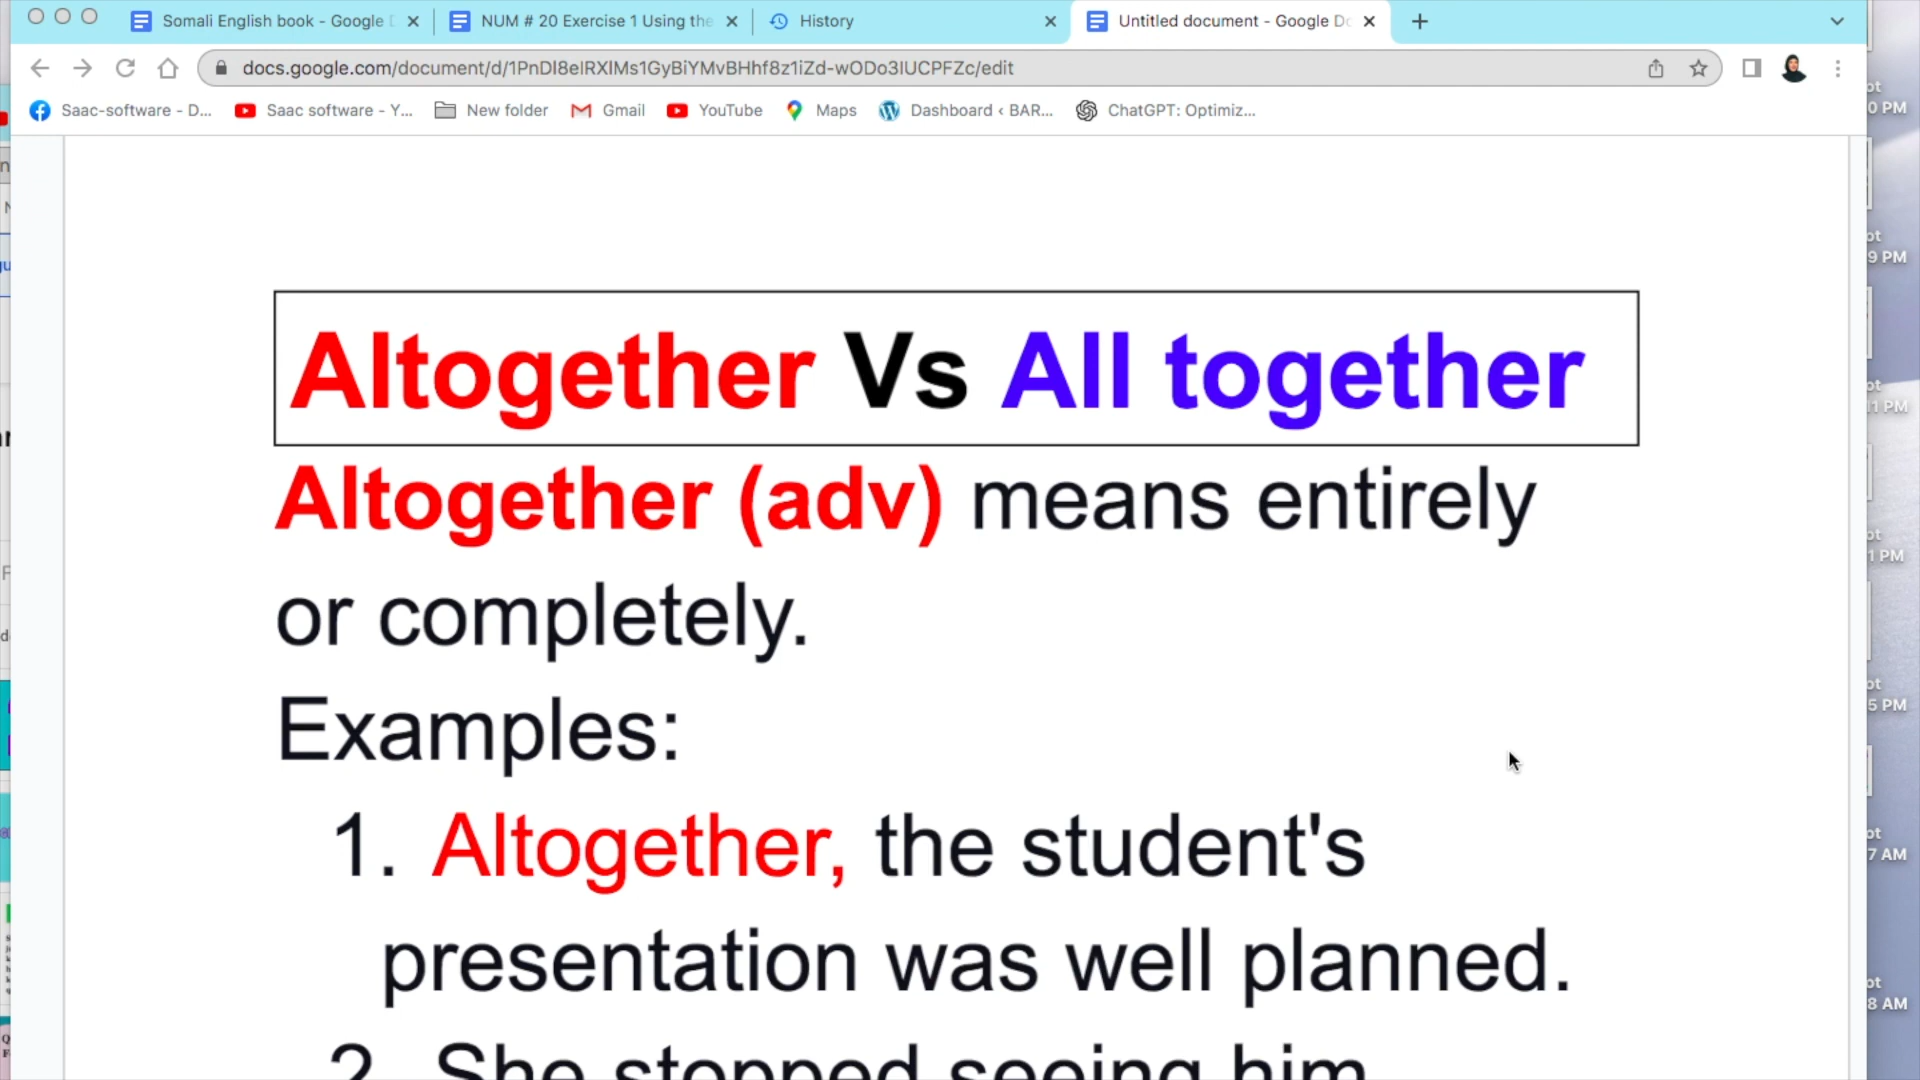 Somali English book - Google D
NUM # 20 Exercise 1 Using the
History
Untitled document - Google Do
docs.google.com/document/d/1PnDl8elRXlMs1GyBiYMvBHhf8z1iZd-wODo3lUCPFZc/edit
Saac-software - D...
Saac software - Y...
New folder
Gmail
YouTube
Maps
Dashboard ‹ BAR...
ChatGPT: Optimiz...
Altogether Vs All together
Altogether (adv) means entirely
or completely.
Examples:
1. Altogether, the student's
presentation was well planned.
2. She stopped seeing him